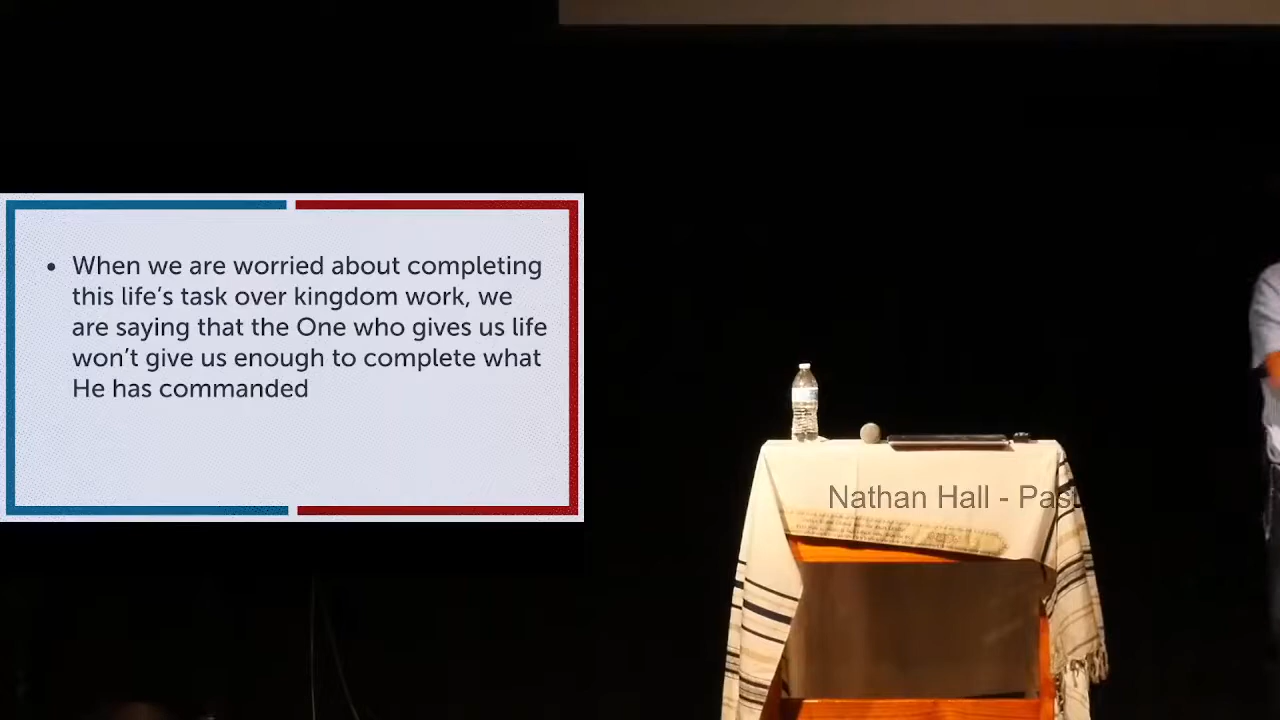 • When we are worried about completing
this life’s task over kingdom work, we
are saying that the One who gives us life
won’t give us enough to complete what
He has commanded
Nathan Hall - Past